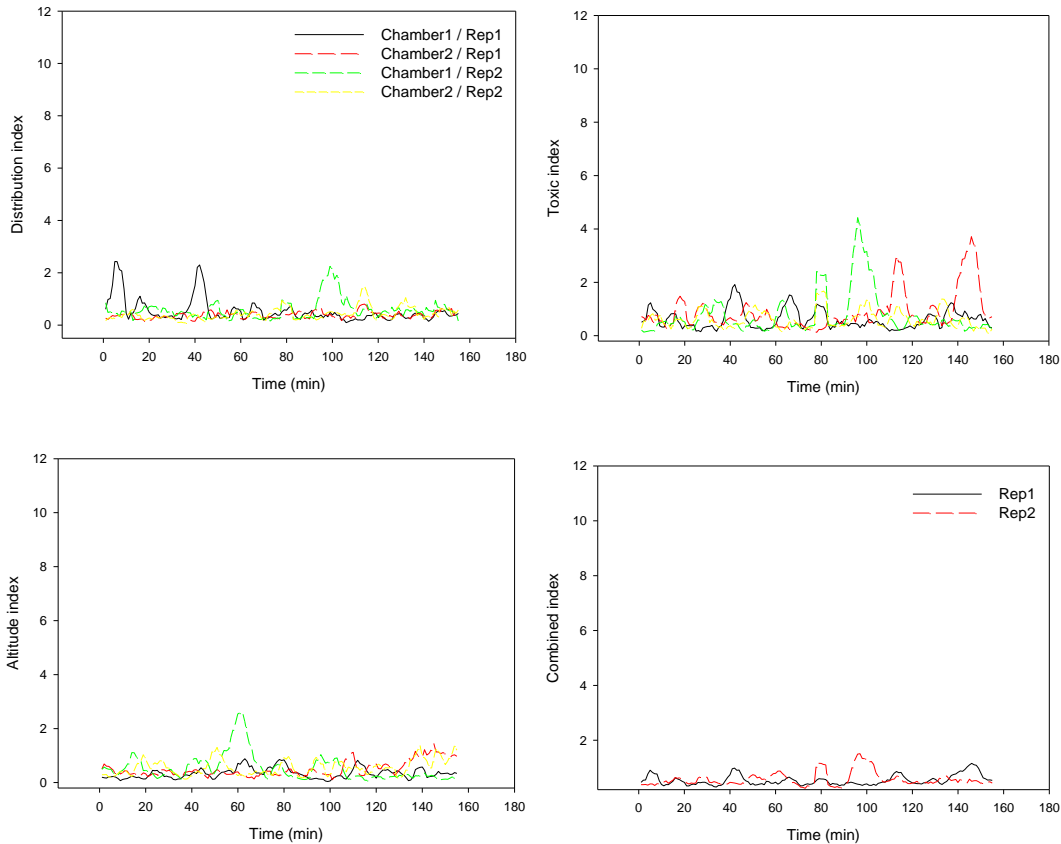 12
10
8
6
4
2
0
Distribution index
0 20 40 60 80 100 120 140 160 180
Time (min)
Chamber1 / Rep1
Chamber2 / Rep1
Chamber1 / Rep2
Chamber2 / Rep2
12
10
8
6
4
2
0
Toxic index
0 20 40 60 80 100 120 140 160 180
Time (min)
12
10
8
6
4
2
0
Altitude index
0 20 40 60 80 100 120 140 160 180
Time (min)
12
10
8
6
4
2
Combined index
0 20 40 60 80 100 120 140 160 180
Time (min)
Rep1
Rep2